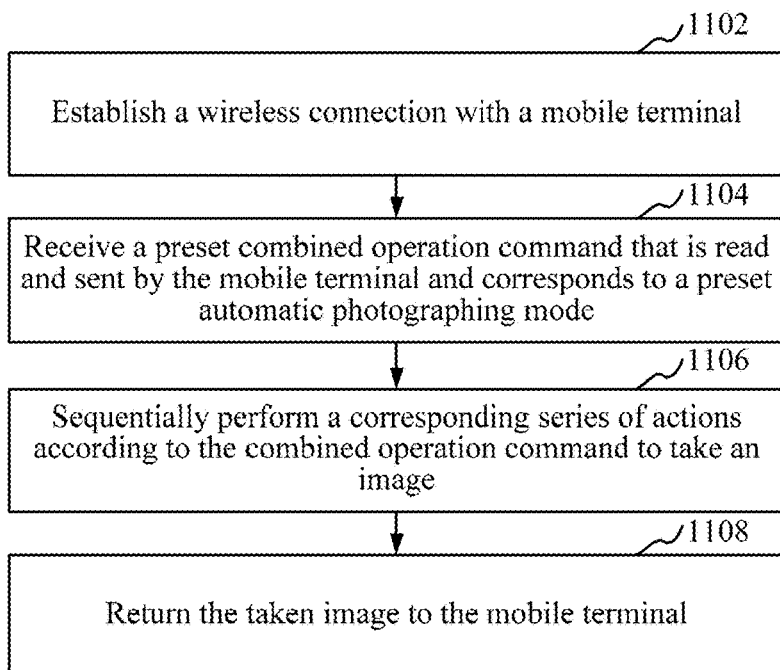 1102
Establish a wireless connection with a mobile terminal
1104
Receive a preset combined operation command that is read
and sent by the mobile terminal and corresponds to a preset
automatic photographing mode
1106
Sequentially perform a corresponding series of actions
according to the combined operation command to take an
image
1108
Return the taken image to the mobile terminal